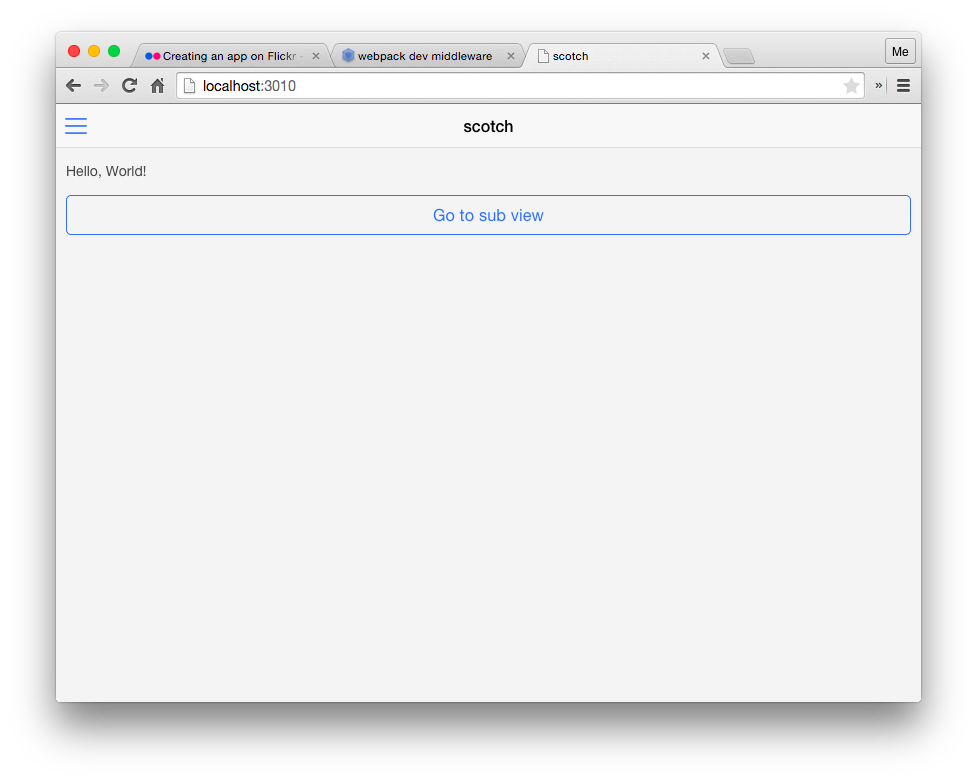 Creating an app on Flickr -
webpack dev middleware
scotch
Me
localhost:3010
»
scotch
Hello, World!
Go to sub view